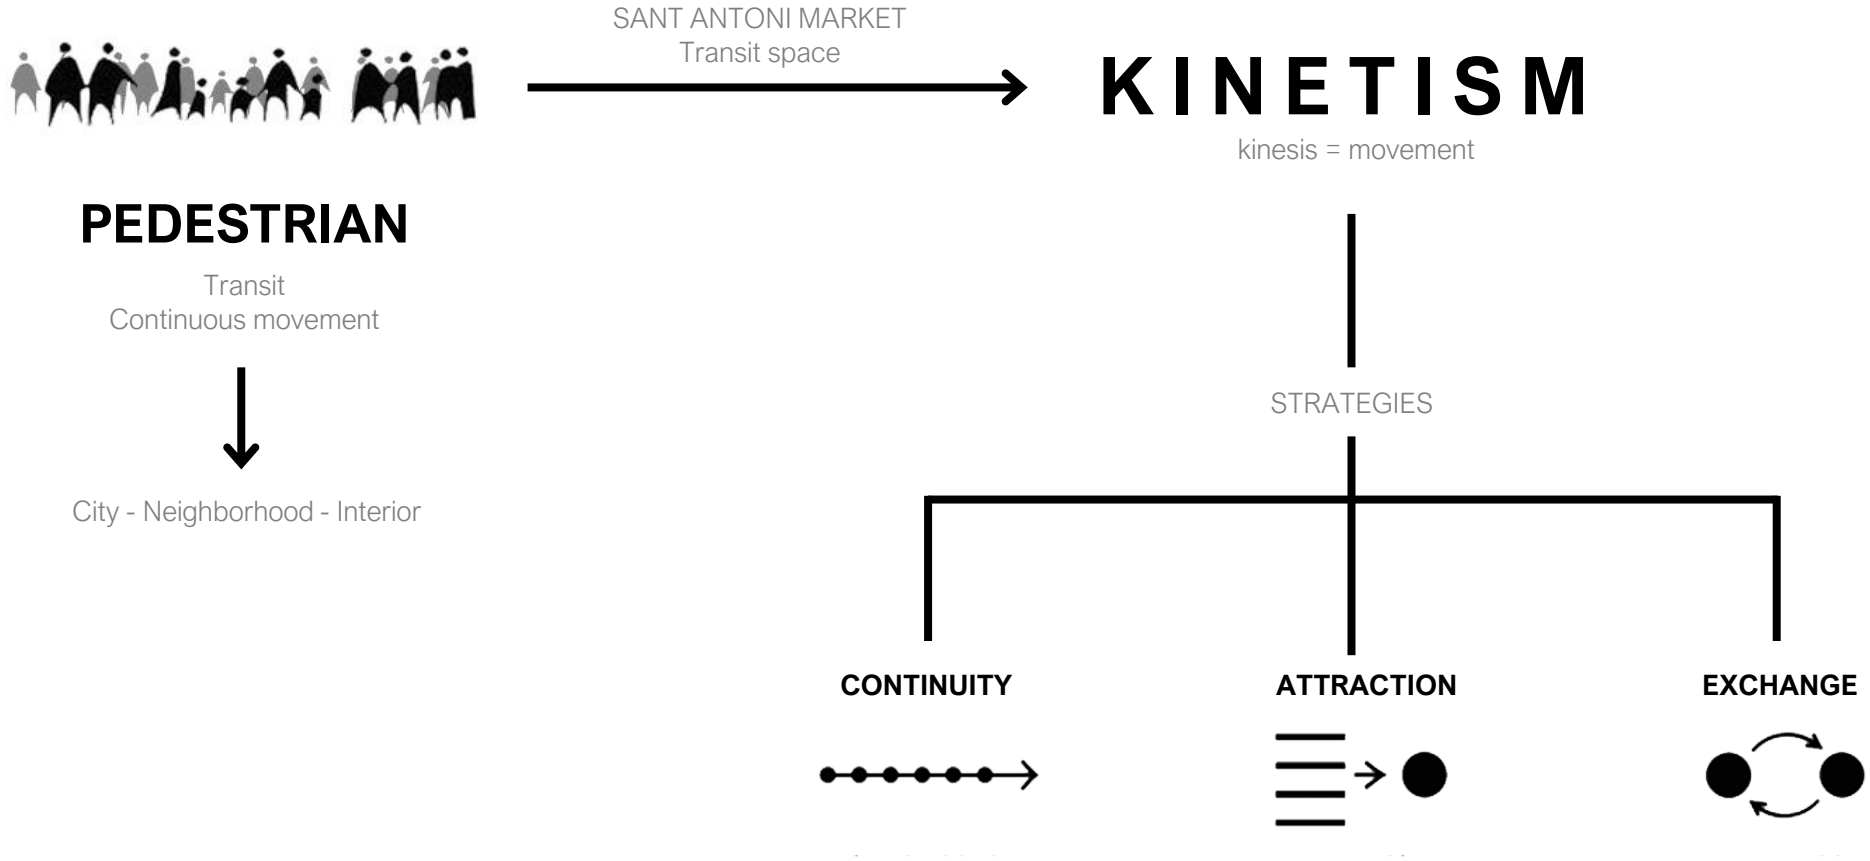 SANT ANTONI MARKET
Transit space
KINETISM
kinesis = movement
PEDESTRIAN
Transit
Continuous movement
City - Neighborhood - Interior
STRATEGIES
CONTINUITY
ATTRACTION
EXCHANGE